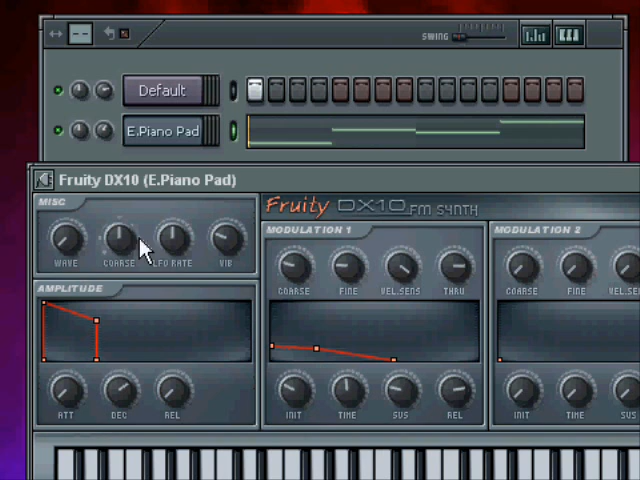 SWING
Default
E.Piano Pad
Fruity DX10 (E.Piano Pad)
MISC
WAVE COARSE LFO RATE VIB
AMPLITUDE
ATT DEC REL
Fruity DX10 FM SYNTH
MODULATION 1
COARSE FINE VEL.SENS THRU
INIT TIME SUS REL
MODULATION 2
COARSE FINE VEL.SE
INIT TIME SUS